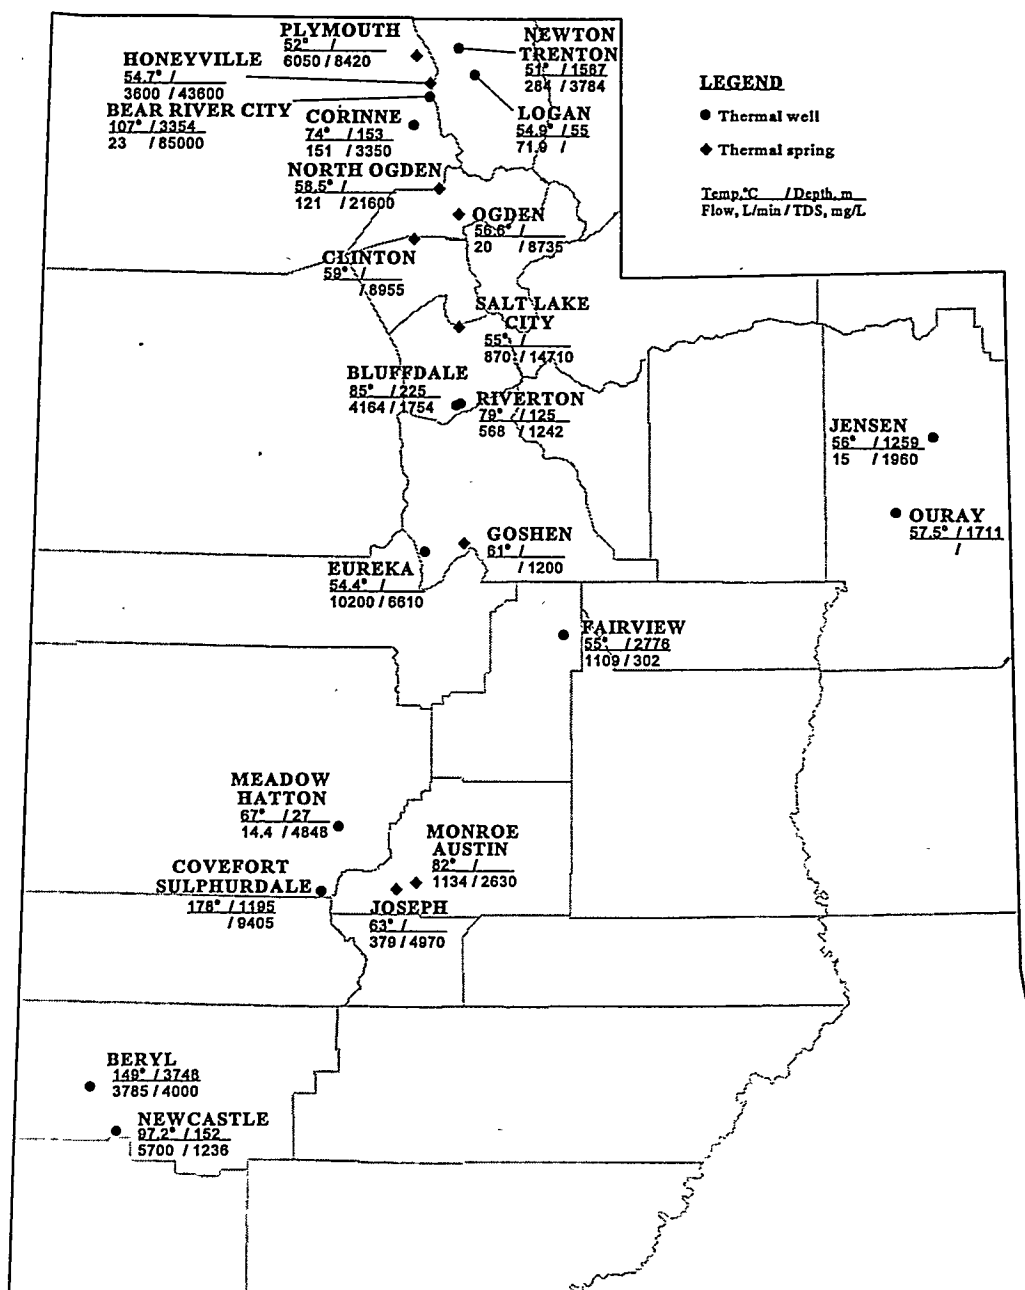 PLYMOUTH
52° /
6050 / 8420
NEWTON
TRENTON
51° / 1587
284 / 3784
HONEYVILLE
54.7° /
3600 / 43600
BEAR RIVER CITY
107° / 3354
23 / 85000
CORINNE
74° / 153
151 / 3350
LOGAN
54.9° / 55
71.9 /
LEGEND
Thermal well
Thermal spring
Temp,°C / Depth, m
Flow, L/min / TDS, mg/L
NORTH OGDEN
58.5° /
121 / 21600
OGDEN
56.6° /
20 / 8735
CLINTON
59° /
/ 8955
SALT LAKE
CITY
55° /
870 / 14710
BLUFFDALE
85° / 225
4164 / 1754
RIVERTON
79° / 125
568 / 1242
JENSEN
56° / 1259
15 / 1960
OURAY
57.5° / 1711
/
GOSHEN
61° /
/ 1200
EUREKA
54.4° /
10200 / 6610
FAIRVIEW
55° / 2776
1109 / 302
MEADOW
HATTON
67° / 27
14.4 / 4848
MONROE
AUSTIN
82° /
1134 / 2630
COVEFORT
SULPHURDALE
178° / 1195
/ 9405
JOSEPH
63° /
379 / 4970
BERYL
149° / 3748
3785 / 4000
NEWCASTLE
97.2° / 152
5700 / 1236